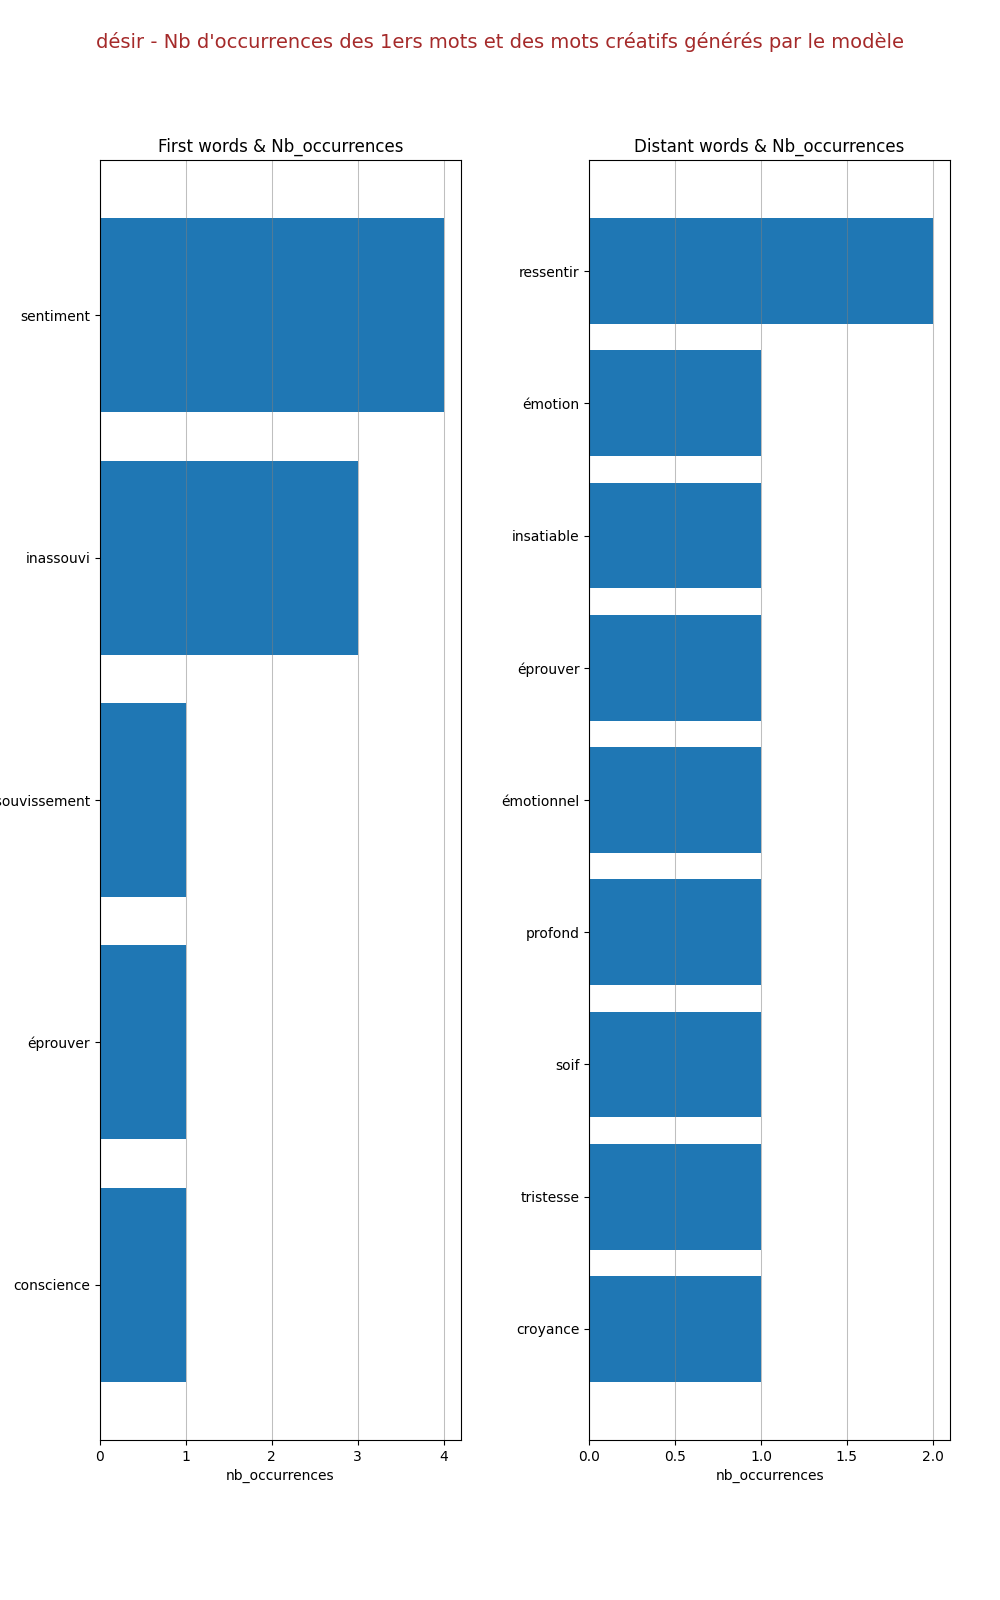 désir - Nb d'occurrences des 1ers mots et des mots créatifs générés par le modèle
First words & Nb_occurrences
sentiment
inassouvi
souvissement
éprouver
conscience
0 1 2 3 4
nb_occurrences
Distant words & Nb_occurrences
ressentir
émotion
insatiable
éprouver
émotionnel
profond
soif
tristesse
croyance
0.0 0.5 1.0 1.5 2.0
nb_occurrences